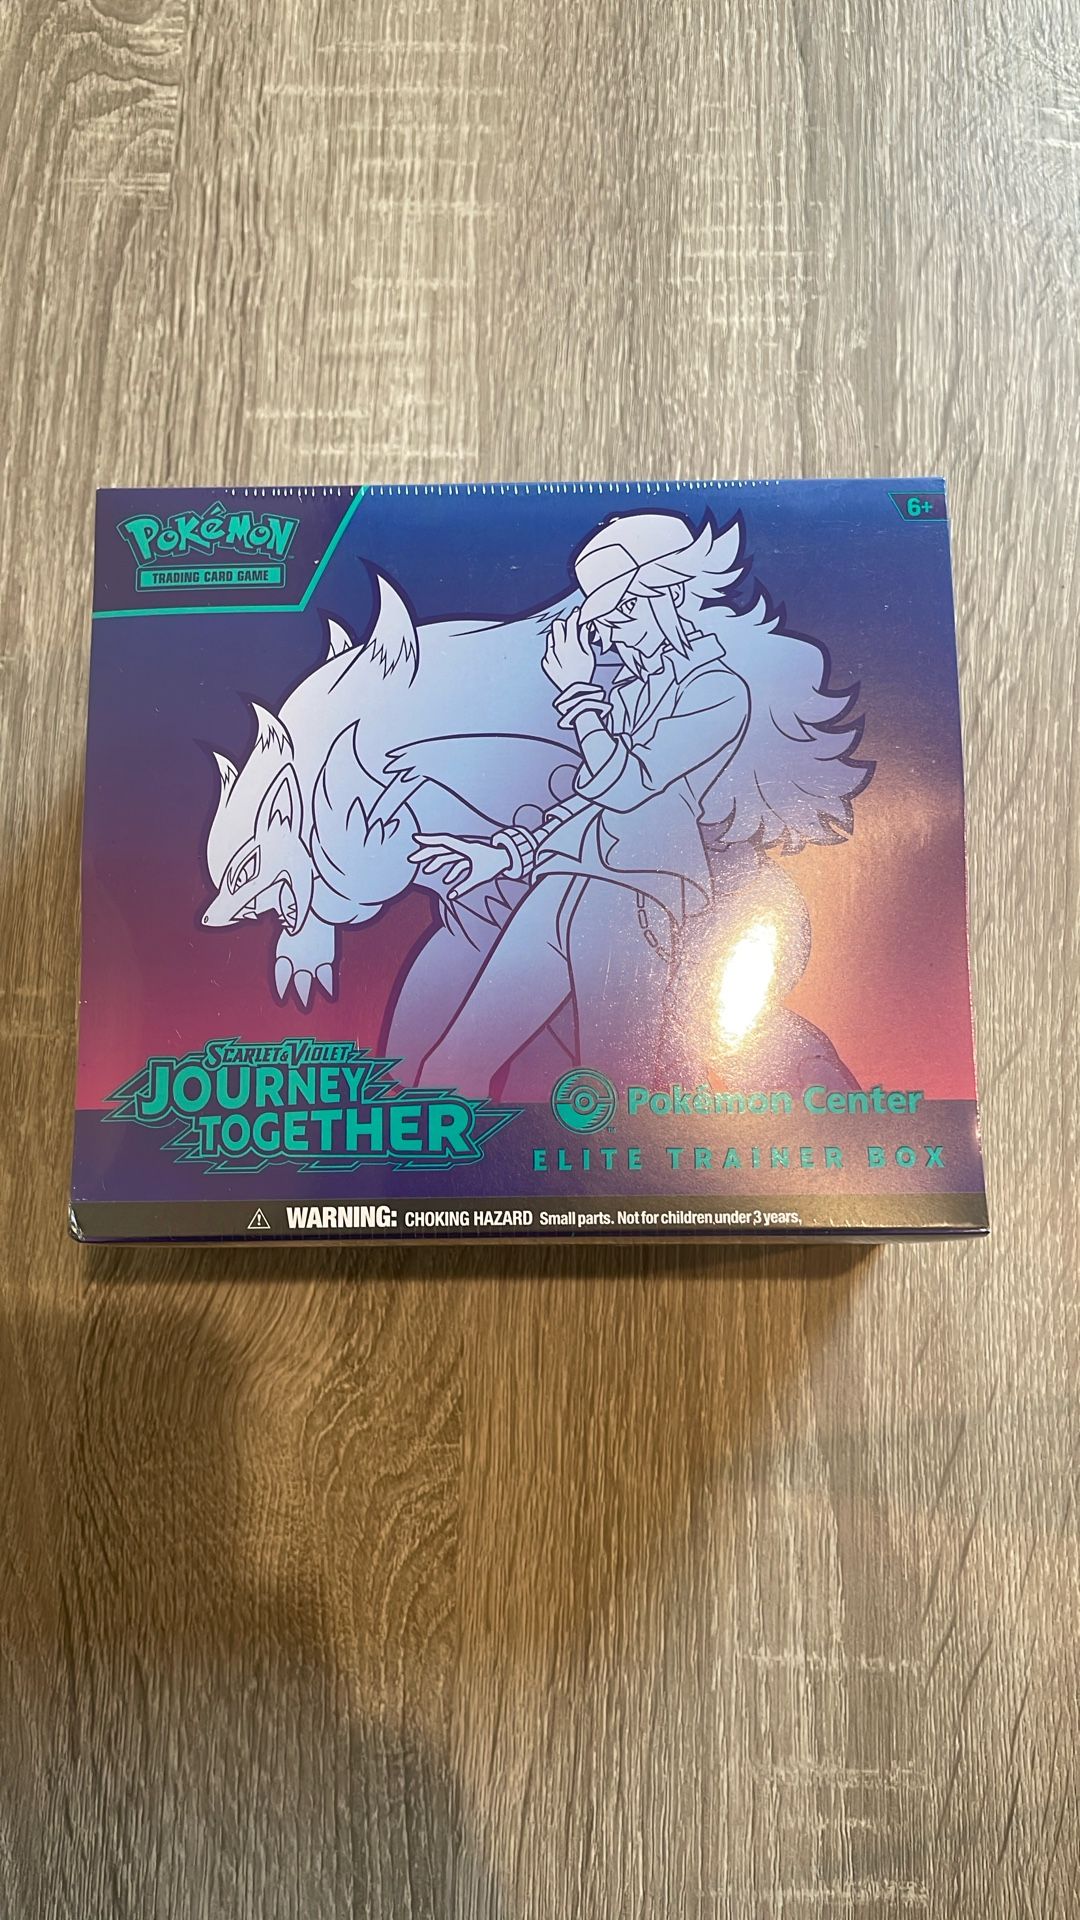 POKéMON
TRADING CARD GAME
6+
SCARLET & VIOLET
JOURNEY
TOGETHER
Pokémon Center
ELITE TRAINER BOX
WARNING: CHOKING HAZARD Small parts. Not for children under 3 years.